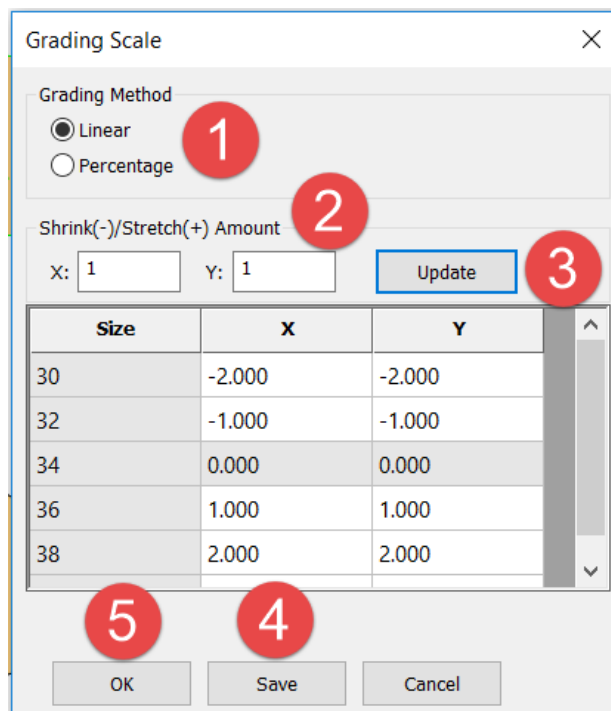 Grading Scale
Grading Method
Linear
Percentage
1
2
Shrink(-)/Stretch(+) Amount
X: 1 Y: 1 Update
3
Size X Y
30 -2.000 -2.000
32 -1.000 -1.000
34 0.000 0.000
36 1.000 1.000
38 2.000 2.000
5 4
OK Save Cancel